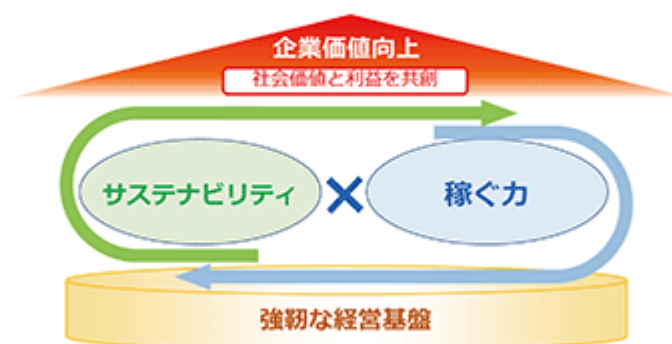 企業価値向上
社会価値と利益を共創
サステナビリティ
×
稼ぐ力
強靭な経営基盤